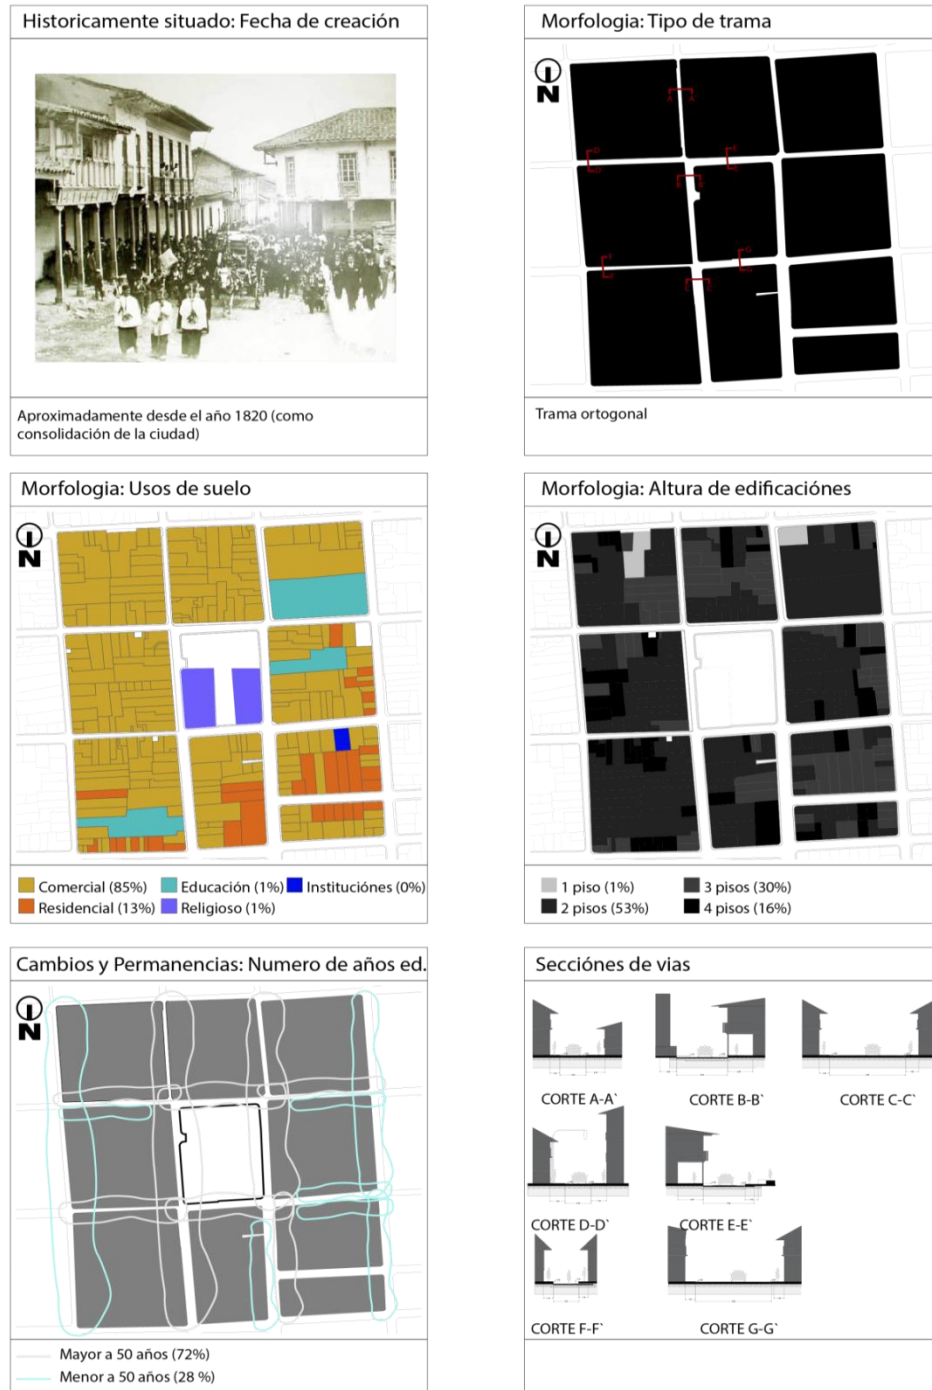 Historicamente situado: Fecha de creación
Aproximadamente desde el año 1820 (como
consolidación de la ciudad)
Morfologia: Tipo de trama
N
A A
D
D
E
E
B B
F
F
G
G
C C
Trama ortogonal
Morfologia: Usos de suelo
N
Comercial (85%) Educación (1%) Instituciónes (0%)
Residencial (13%) Religioso (1%)
Morfologia: Altura de edificaciónes
N
1 piso (1%) 3 pisos (30%)
2 pisos (53%) 4 pisos (16%)
Cambios y Permanencias: Numero de años ed.
N
Mayor a 50 años (72%)
Menor a 50 años (28 %)
Secciónes de vias
CORTE A-A` CORTE B-B` CORTE C-C`
CORTE D-D` CORTE E-E`
CORTE F-F` CORTE G-G`